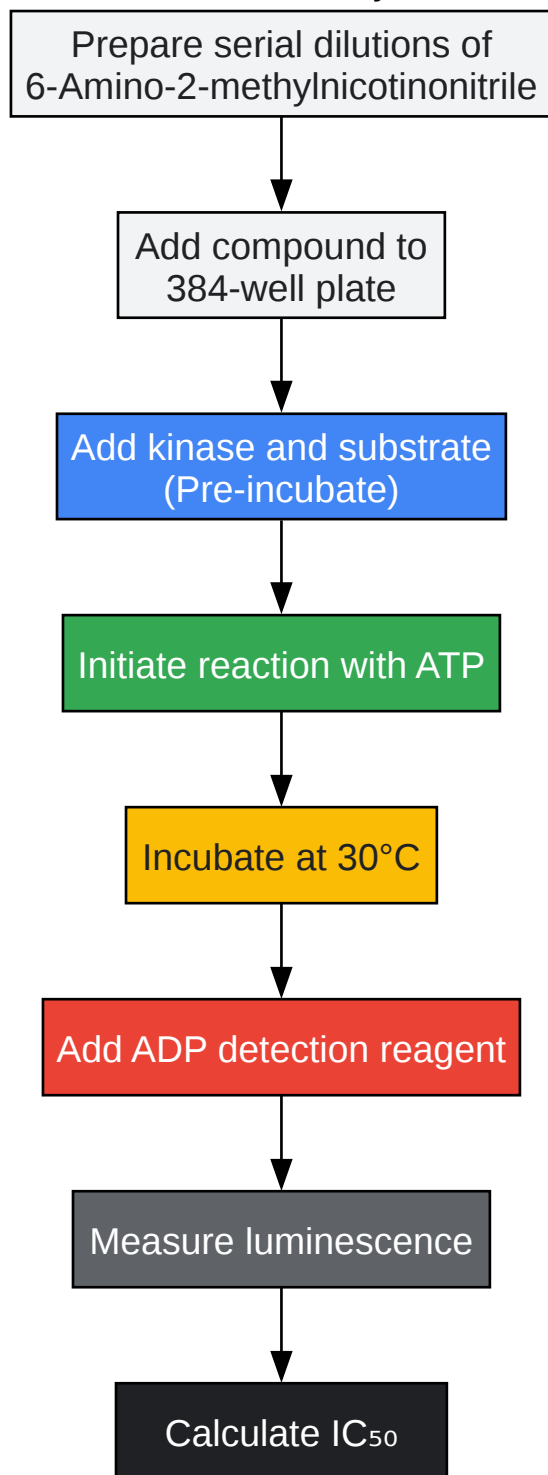 Prepare serial dilutions of
6-Amino-2-methylnicotinonitrile
Add compound to
384-well plate
Add kinase and substrate
(Pre-incubate)
Initiate reaction with ATP
Incubate at 30°C
Add ADP detection reagent
Measure luminescence
Calculate IC₅₀